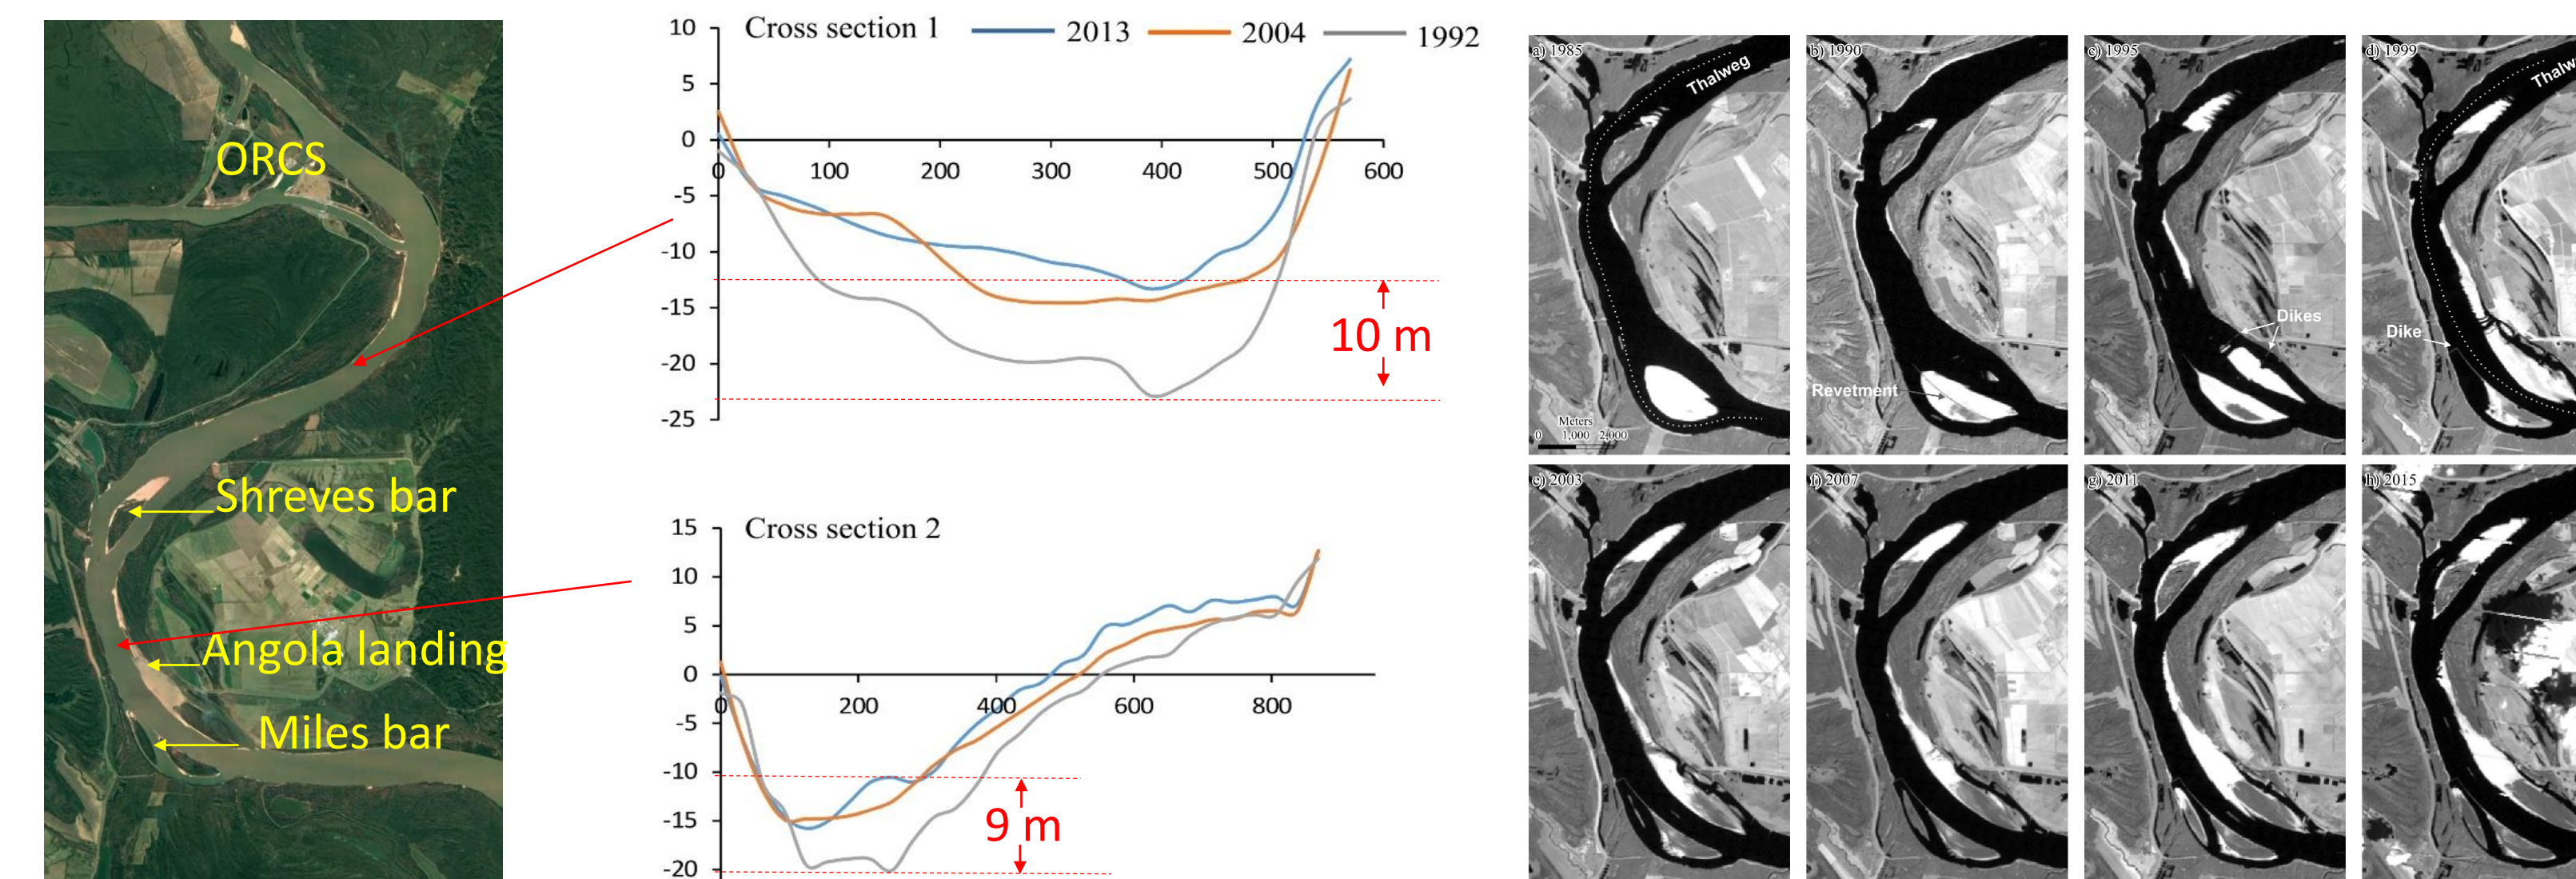 ORCS
Shreves bar
Angola landing
Miles bar
Cross section 1
2013
2004
1992
10
5
0
-5
-10
-15
-20
-25
0
100
200
300
400
500
600
10 m
Cross section 2
15
10
5
0
-5
-10
-15
-20
0
200
400
600
800
9 m
a) 1985
Thalweg
Meters
0 1,000 2,000
b) 1990
Revetment
c) 1995
Dikes
d) 1999
Thalw
Dike
e) 2003
f) 2007
g) 2011
h) 2015